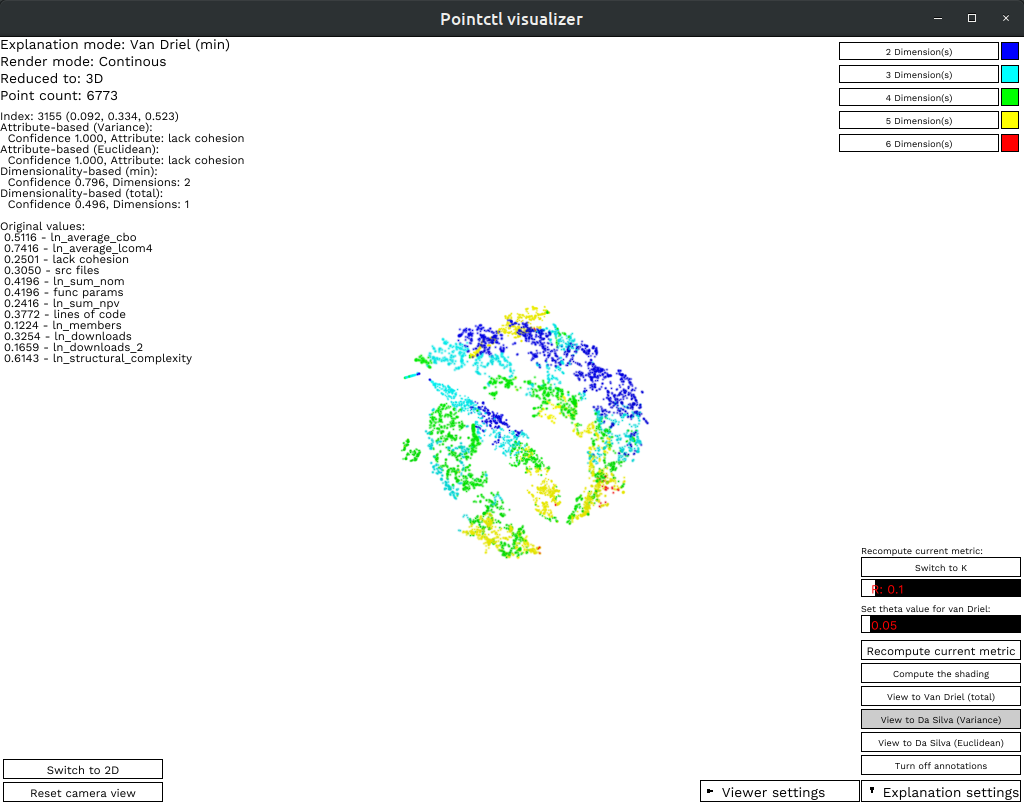 Pointctl visualizer
Explanation mode: Van Driel (min)
Render mode: Continous
Reduced to: 3D
Point count: 6773
Index: 3155 (0.092, 0.334, 0.523)
Attribute-based (Variance):
Confidence 1.000, Attribute: lack cohesion
Attribute-based (Euclidean):
Confidence 1.000, Attribute: lack cohesion
Dimensionality-based (min):
Confidence 0.796, Dimensions: 2
Dimensionality-based (total):
Confidence 0.496, Dimensions: 1
Original values:
0.5116 - ln_average_cbo
0.7416 - ln_average_lcom4
0.2501 - lack cohesion
0.3050 - src files
0.4196 - ln_sum_nom
0.4196 - func params
0.2416 - ln_sum_npv
0.3772 - lines of code
0.1224 - ln_members
0.3254 - ln_downloads
0.1659 - ln_downloads_2
0.6143 - ln_structural_complexity
2 Dimension(s)
3 Dimension(s)
4 Dimension(s)
5 Dimension(s)
6 Dimension(s)
Recompute current metric:
Switch to K
R: 0.1
Set theta value for van Driel:
0.05
Recompute current metric
Compute the shading
View to Van Driel (total)
View to Da Silva (Variance)
View to Da Silva (Euclidean)
Turn off annotations
Switch to 2D
Reset camera view
Viewer settings
Explanation settings